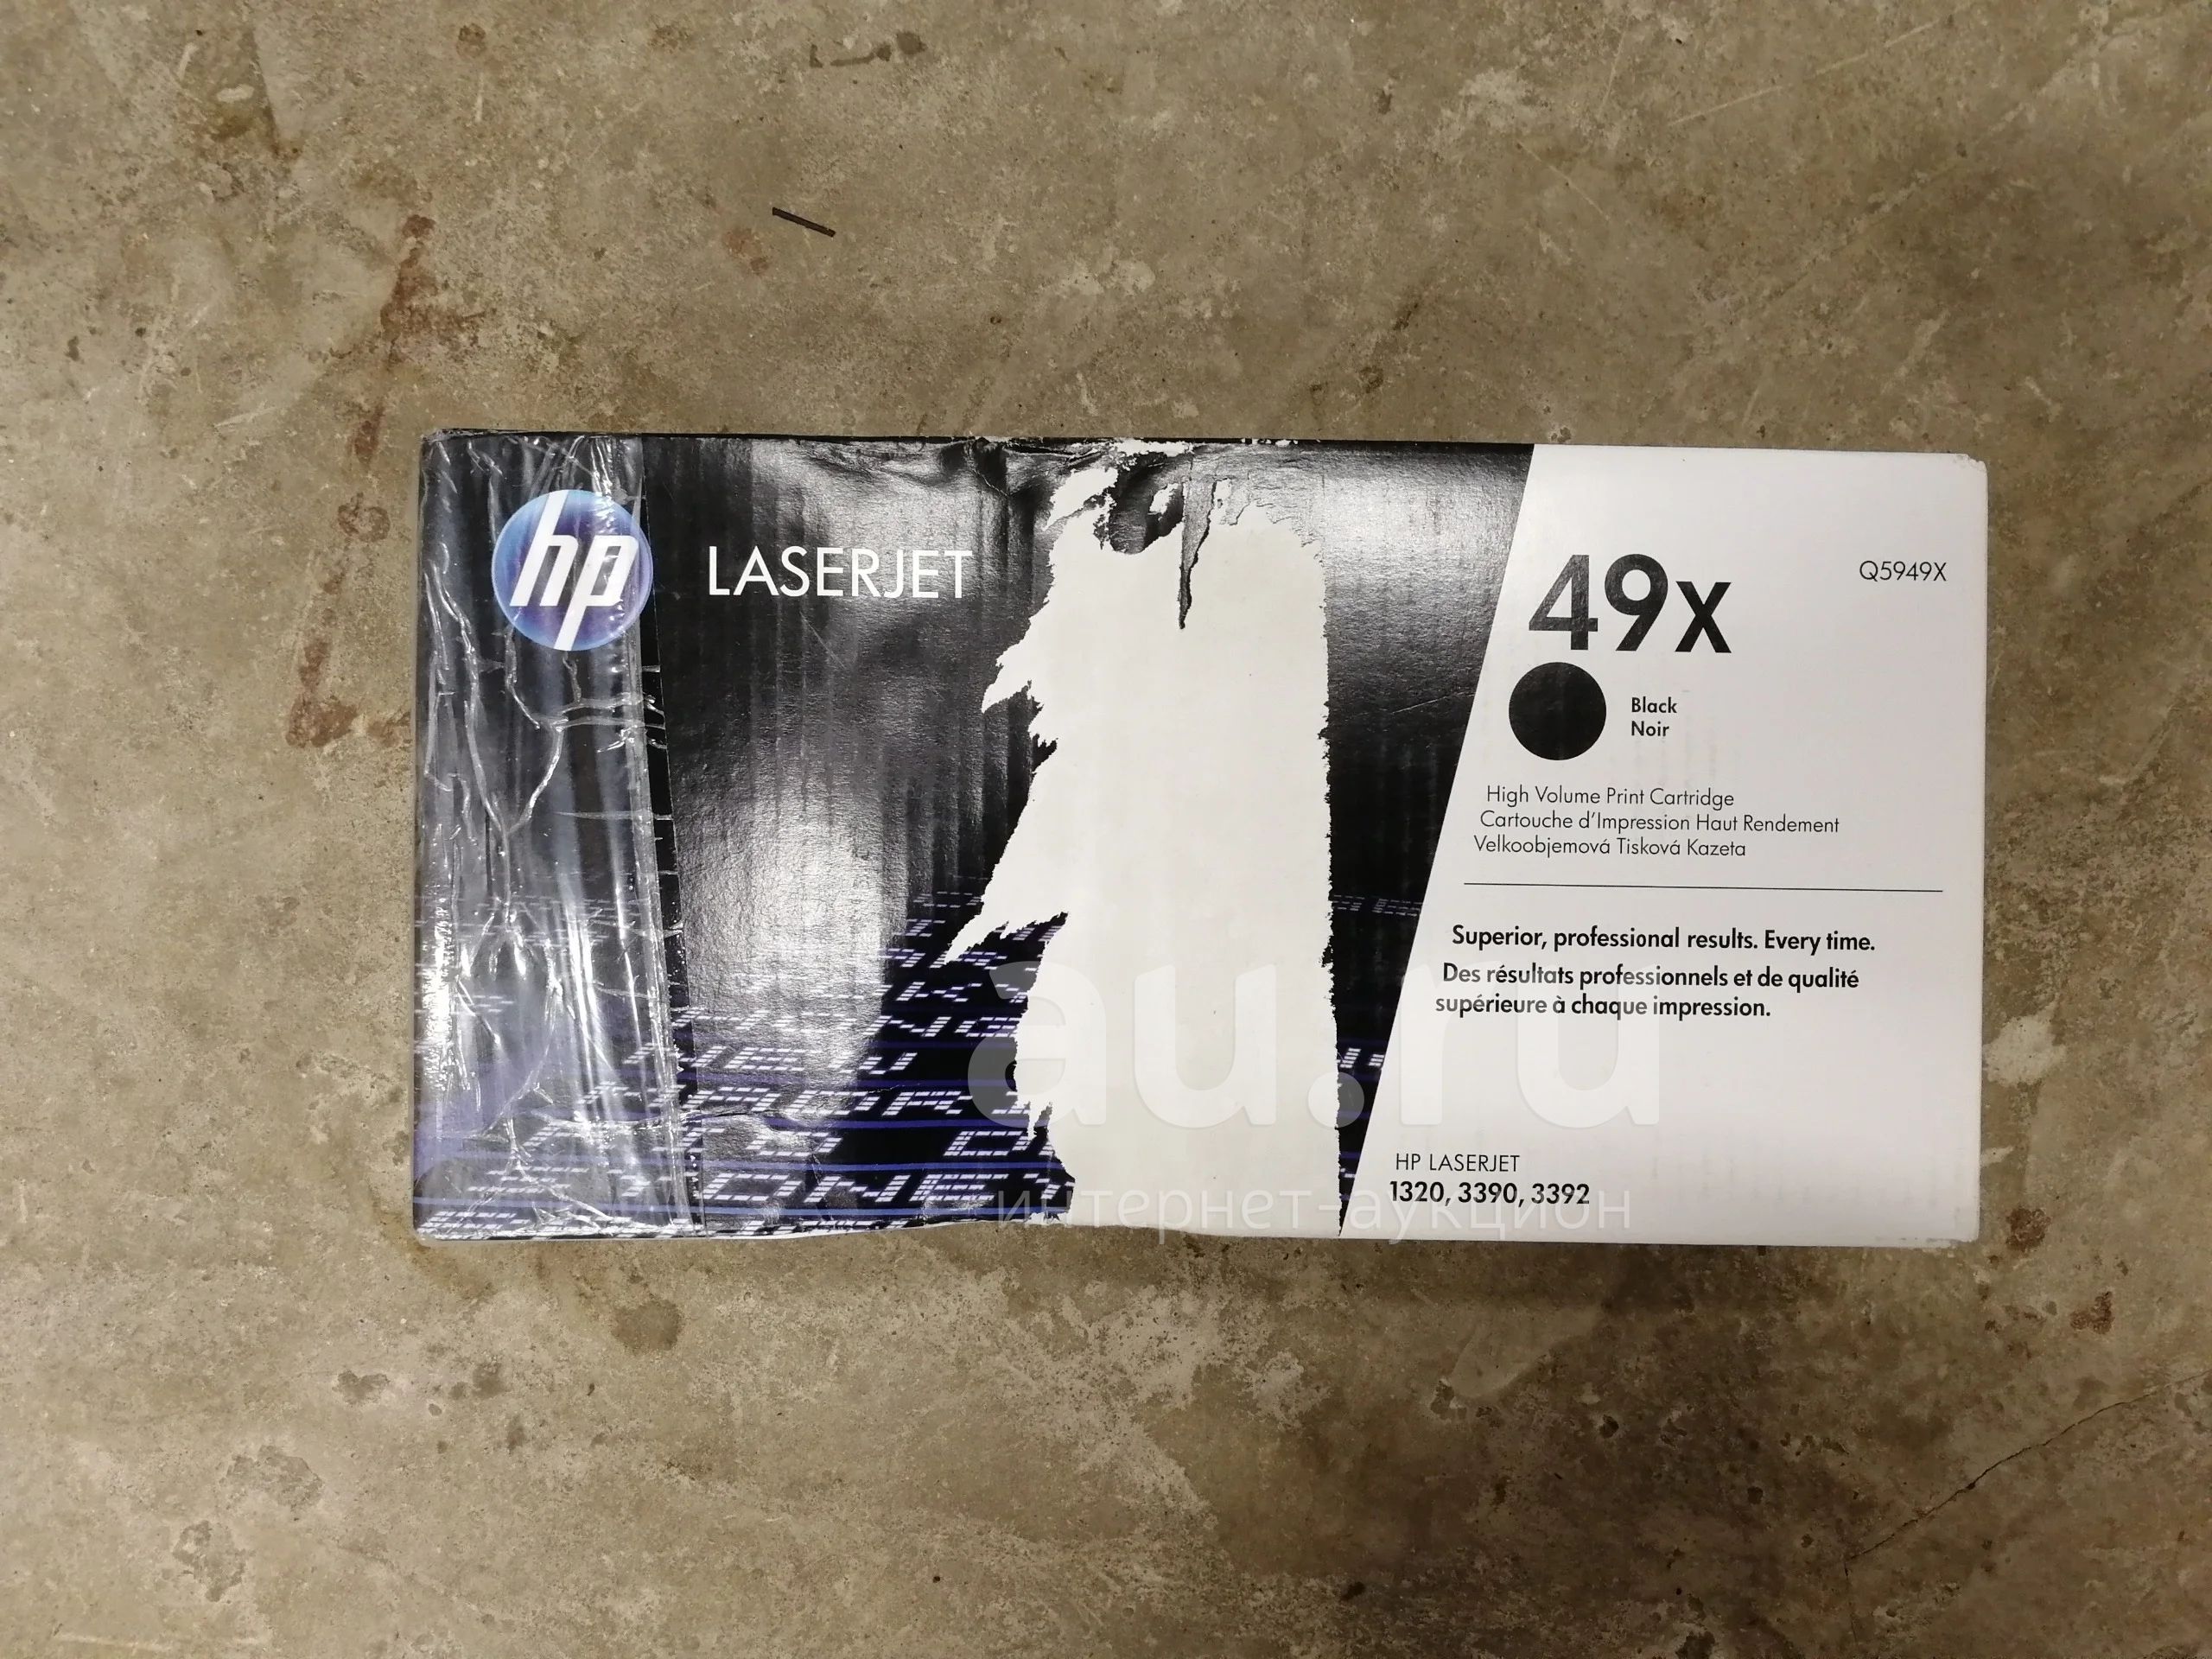 hp LASERJET
49X
Q5949X
Black
Noir
High Volume Print Cartridge
Cartouche d'Impression Haut Rendement
Velkoobjemová Tisková Kazeta
Superior, professional results. Every time.
Des résultats professionnels et de qualité
supérieure à chaque impression.
HP LASERJET
1320, 3390, 3392
au.ru
интернет-аукцион